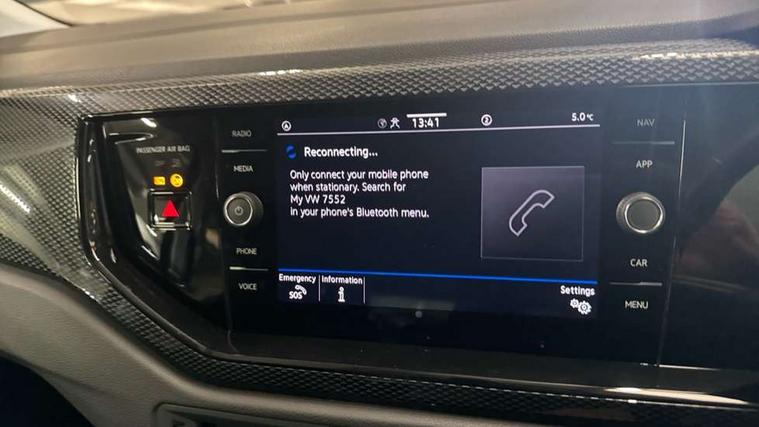 RADIO
MEDIA
PHONE
VOICE
PASSENGER AIR BAG
13:41
2
5.0°C
Reconnecting...
Only connect your mobile phone
when stationary. Search for
My VW 7552
in your phone's Bluetooth menu.
Emergency
SOS
Information
i
Settings
NAV
APP
CAR
MENU